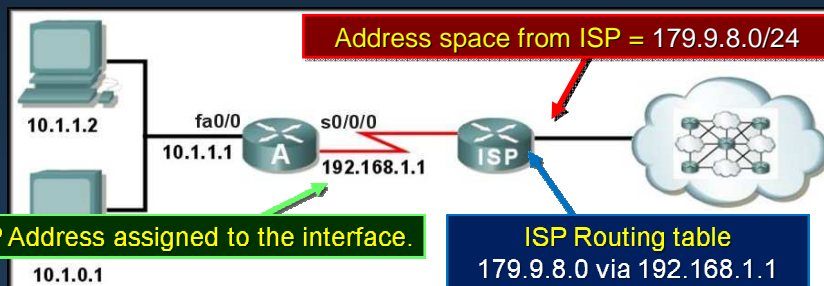 Address space from ISP = 179.9.8.0/24
10.1.1.2
fa0/0
s0/0/0
10.1.1.1
A
192.168.1.1
ISP
Address assigned to the interface.
10.1.0.1
ISP Routing table
179.9.8.0 via 192.168.1.1